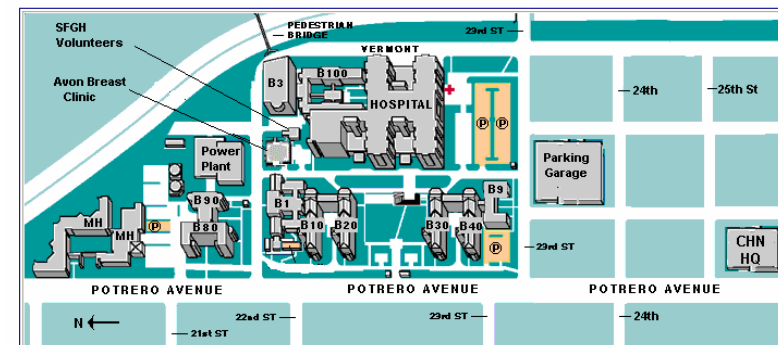 SFGH
Volunteers
PEDESTRIAN
BRIDGE
23rd ST
VERMONT
B3
B100
Avon Breast
Clinic
24th
25th St
HOSPITAL
P
P
Power
Plant
Parking
Garage
B90
B1
B9
MH
MH
P
B80
B10
B20
B30
B40
P
23rd ST
CHN
HQ
POTRERO AVENUE
POTRERO AVENUE
POTRERO AVENUE
N
22nd ST
23rd ST
24th
21st ST